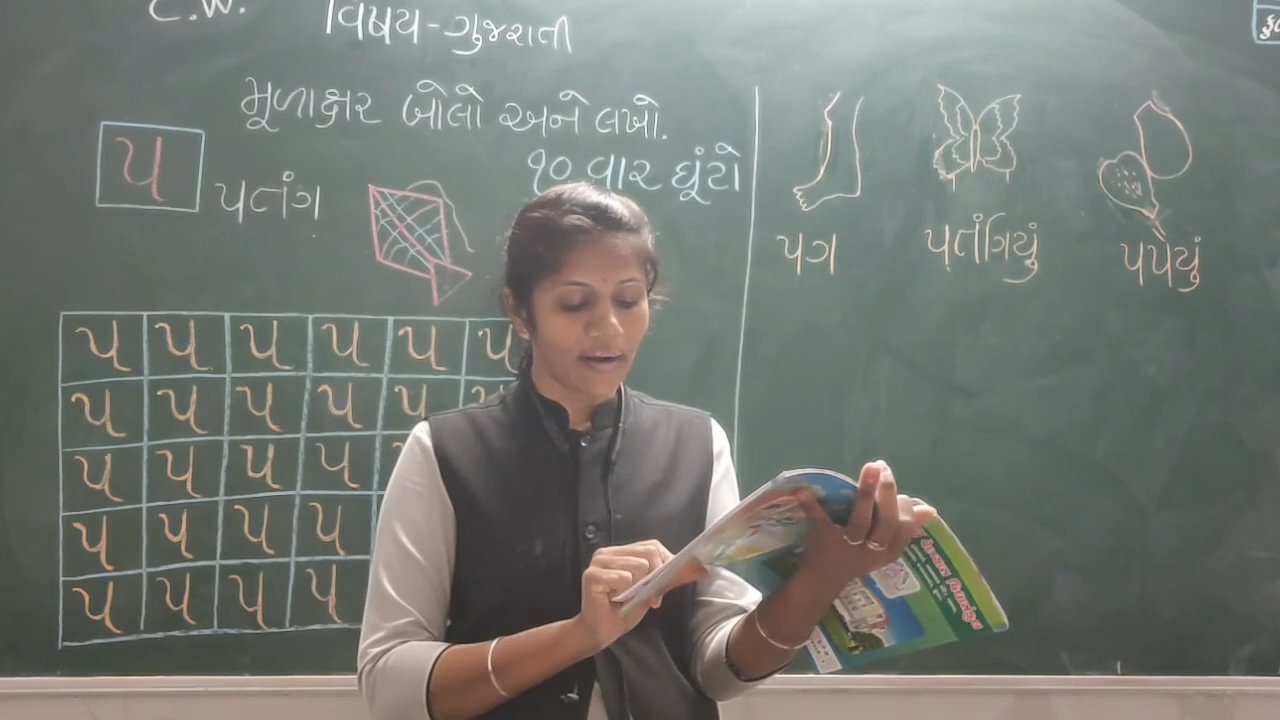 C.W.
વિષય-ગુજરાતી
મૂળાક્ષર બોલો અને લખો.
૧૦ વાર ઘૂંટો
પ
પતંગ
પગ
પતંગિયું
પપૈયું
પ પ પ પ પ પ
પ પ પ પ પ પ
પ પ પ પ
પ પ પ પ
પ પ પ પ